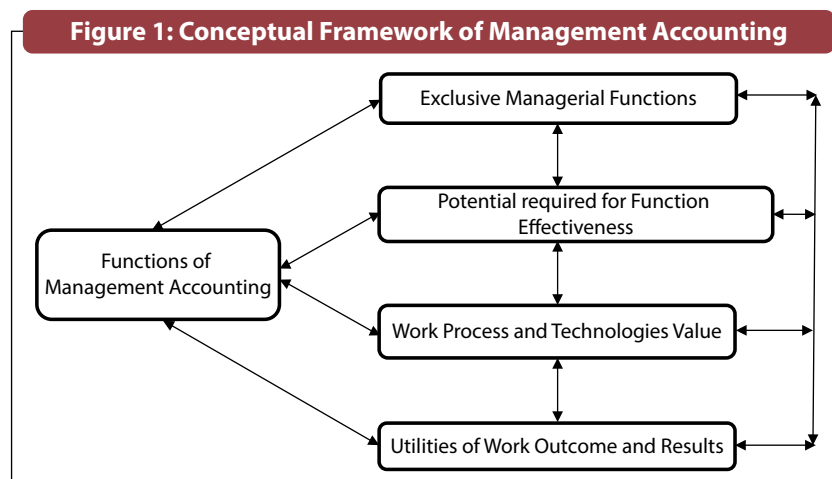 Figure 1: Conceptual Framework of Management Accounting
Exclusive Managerial Functions
Potential required for Function
Effectiveness
Functions of
Management Accounting
Work Process and Technologies Value
Utilities of Work Outcome and Results